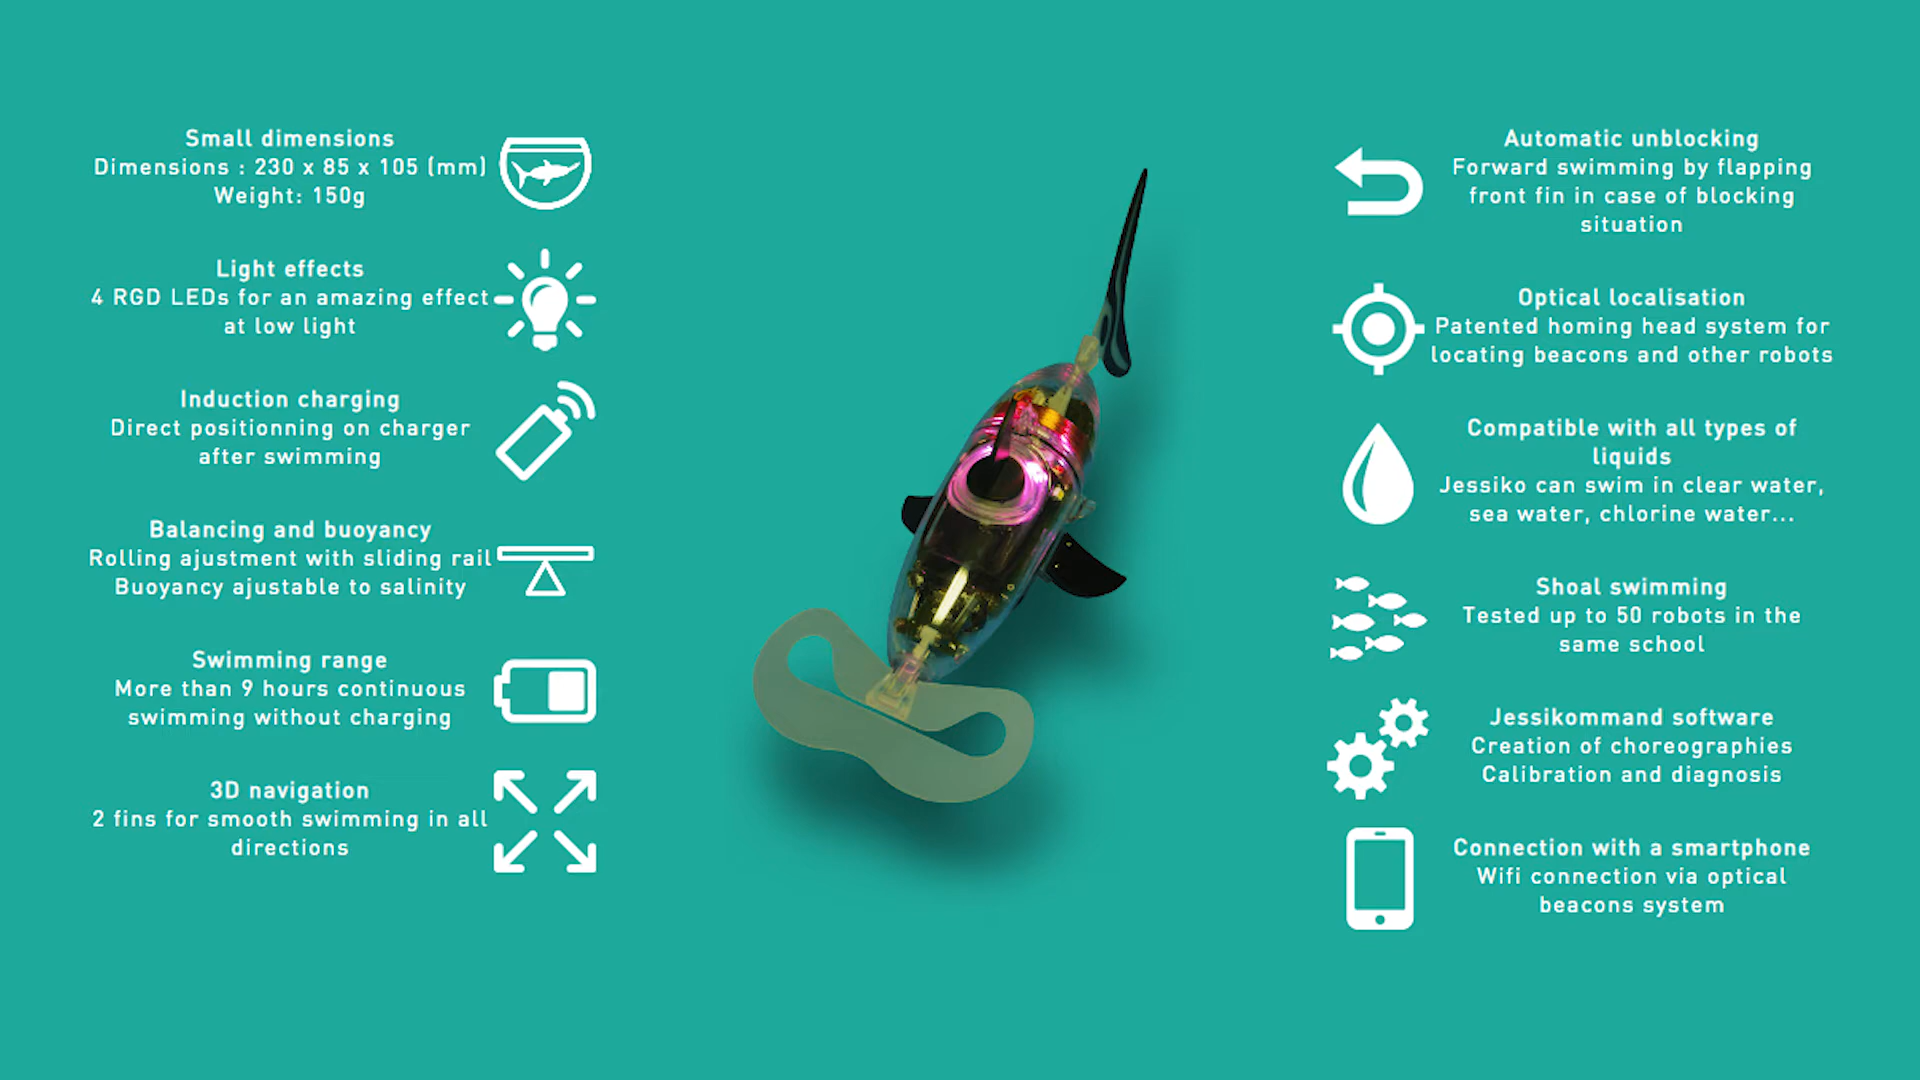 Small dimensions
Dimensions : 230 x 85 x 105 (mm)
Weight: 150g
Light effects
4 RGD LEDs for an amazing effect
at low light
Induction charging
Direct positionning on charger
after swimming
Balancing and buoyancy
Rolling ajustment with sliding rail
Buoyancy ajustable to salinity
Swimming range
More than 9 hours continuous
swimming without charging
3D navigation
2 fins for smooth swimming in all
directions
Automatic unblocking
Forward swimming by flapping
front fin in case of blocking
situation
Optical localisation
Patented homing head system for
locating beacons and other robots
Compatible with all types of
liquids
Jessiko can swim in clear water,
sea water, chlorine water...
Shoal swimming
Tested up to 50 robots in the
same school
Jessikommand software
Creation of choreographies
Calibration and diagnosis
Connection with a smartphone
Wifi connection via optical
beacons system